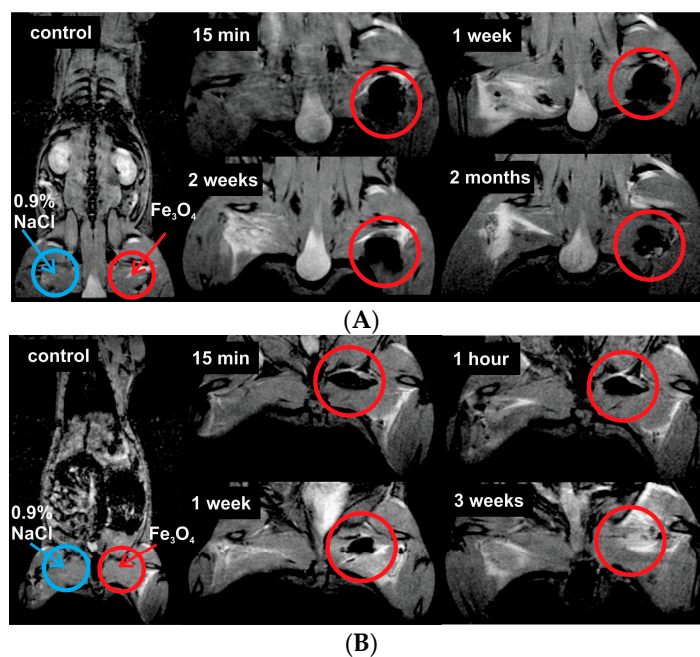 control
15 min
1 week
0.9%
NaCl
Fe₃O₄
2 weeks
2 months
(A)
control
15 min
1 hour
0.9%
NaCl
Fe₃O₄
1 week
3 weeks
(B)